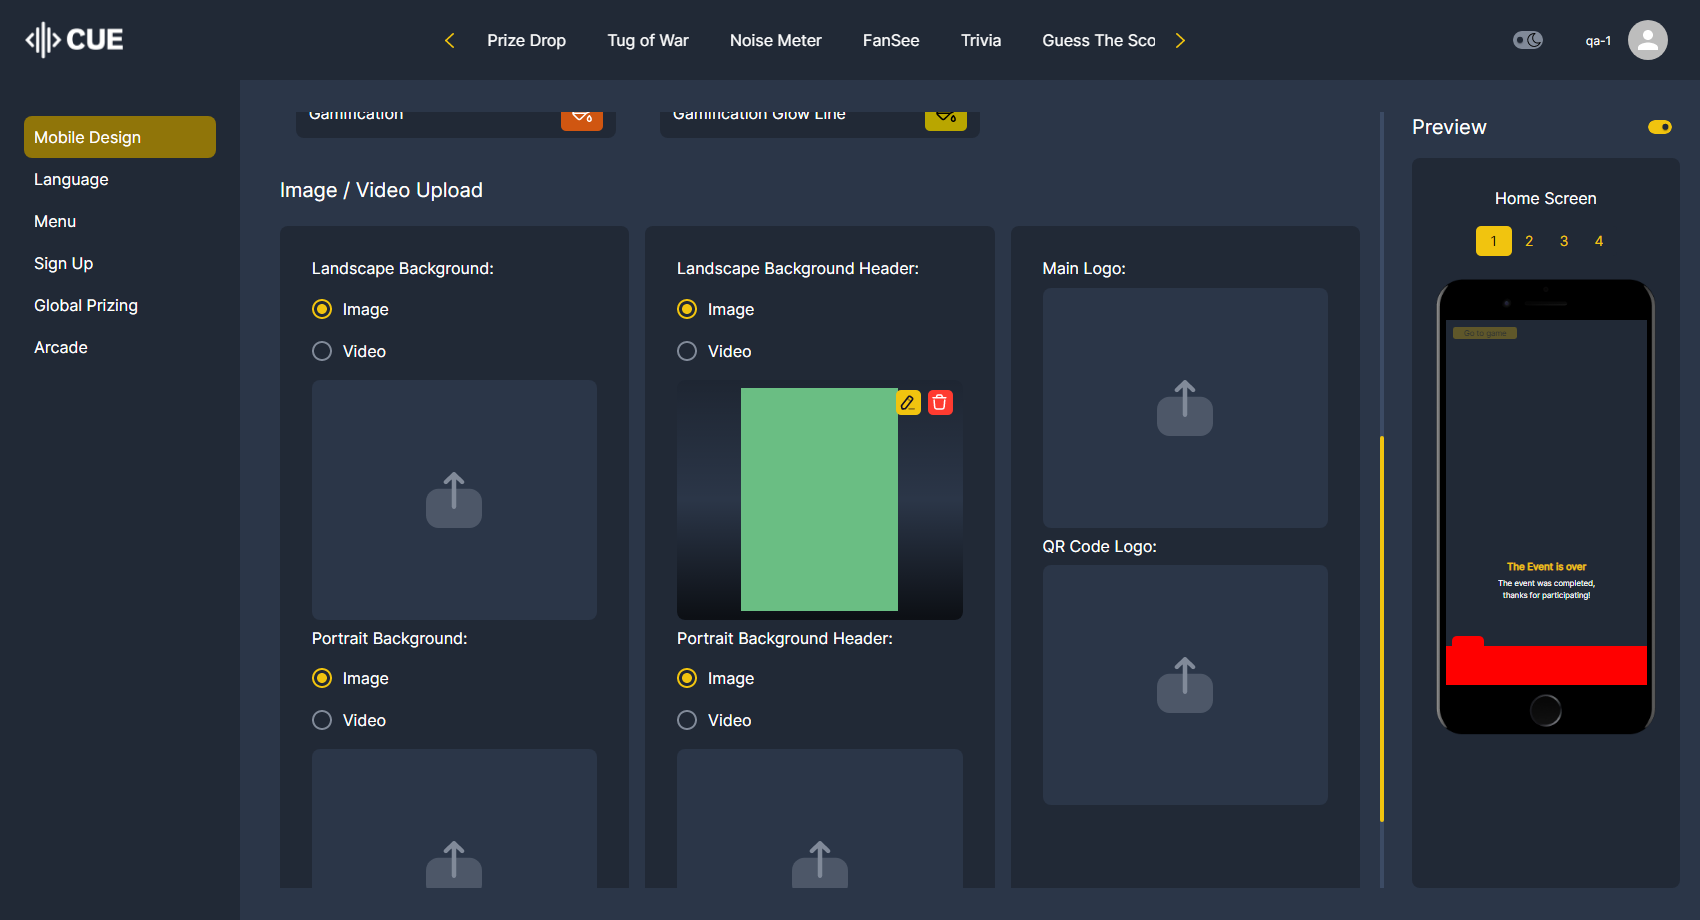 CUE
Prize Drop
Tug of War
Noise Meter
FanSee
Trivia
Guess The Sco
qa-1
Mobile Design
Language
Menu
Sign Up
Global Prizing
Arcade
Gamification
Gamification Glow Line
Image / Video Upload
Landscape Background:
Image
Video
Portrait Background:
Image
Video
Landscape Background Header:
Image
Video
Portrait Background Header:
Image
Video
Main Logo:
QR Code Logo:
Preview
Home Screen
1 2 3 4
Go to game
The Event is over
The event was completed,
thanks for participating!